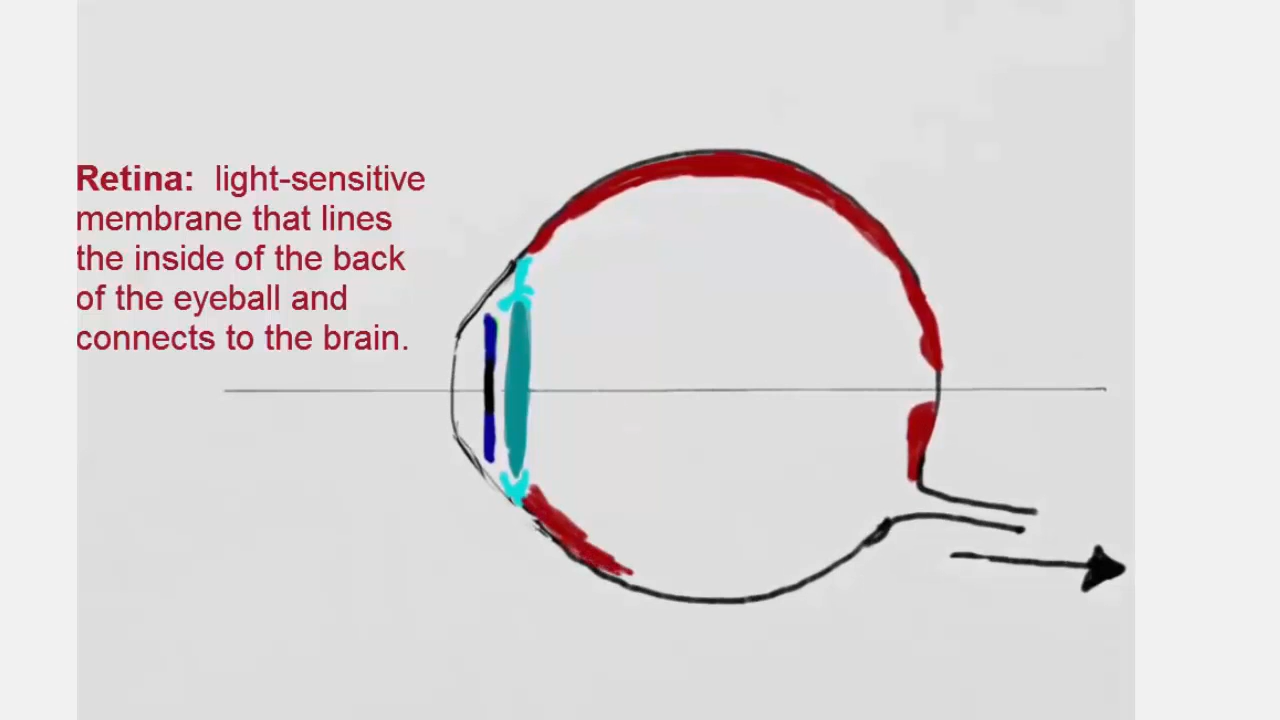 Retina:  light-sensitive
membrane that lines
the inside of the back
of the eyeball and
connects to the brain.